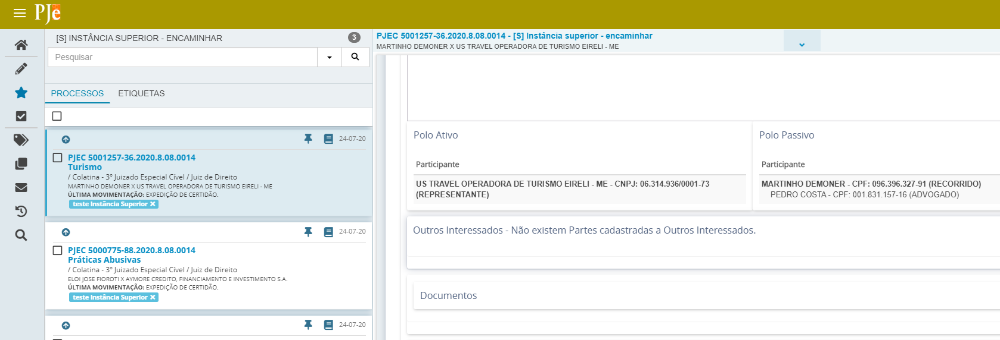 PJe
[S] INSTÂNCIA SUPERIOR - ENCAMINHAR
3
Pesquisar
PROCESSOS
ETIQUETAS
24-07-20
PJEC 5001257-36.2020.8.08.0014
Turismo
/ Colatina - 3º Juizado Especial Cível / Juiz de Direito
MARTINHO DEMONER X US TRAVEL OPERADORA DE TURISMO EIRELI - ME
ÚLTIMA MOVIMENTAÇÃO: EXPEDIÇÃO DE CERTIDÃO.
teste Instância Superior ×
24-07-20
PJEC 5000775-88.2020.8.08.0014
Práticas Abusivas
/ Colatina - 3º Juizado Especial Cível / Juiz de Direito
ELOI JOSE FIOROTI X AYMORE CREDITO, FINANCIAMENTO E INVESTIMENTO S.A.
ÚLTIMA MOVIMENTAÇÃO: EXPEDIÇÃO DE CERTIDÃO.
teste Instância Superior ×
24-07-20
PJEC 5001257-36.2020.8.08.0014 - [S] Instância superior - encaminhar
MARTINHO DEMONER X US TRAVEL OPERADORA DE TURISMO EIRELI - ME
Polo Ativo
Participante
US TRAVEL OPERADORA DE TURISMO EIRELI - ME - CNPJ: 06.314.936/0001-73
(REPRESENTANTE)
Polo Passivo
Participante
MARTINHO DEMONER - CPF: 096.396.327-91 (RECORRIDO)
PEDRO COSTA - CPF: 001.831.157-16 (ADVOGADO)
Outros Interessados - Não existem Partes cadastradas a Outros Interessados.
Documentos